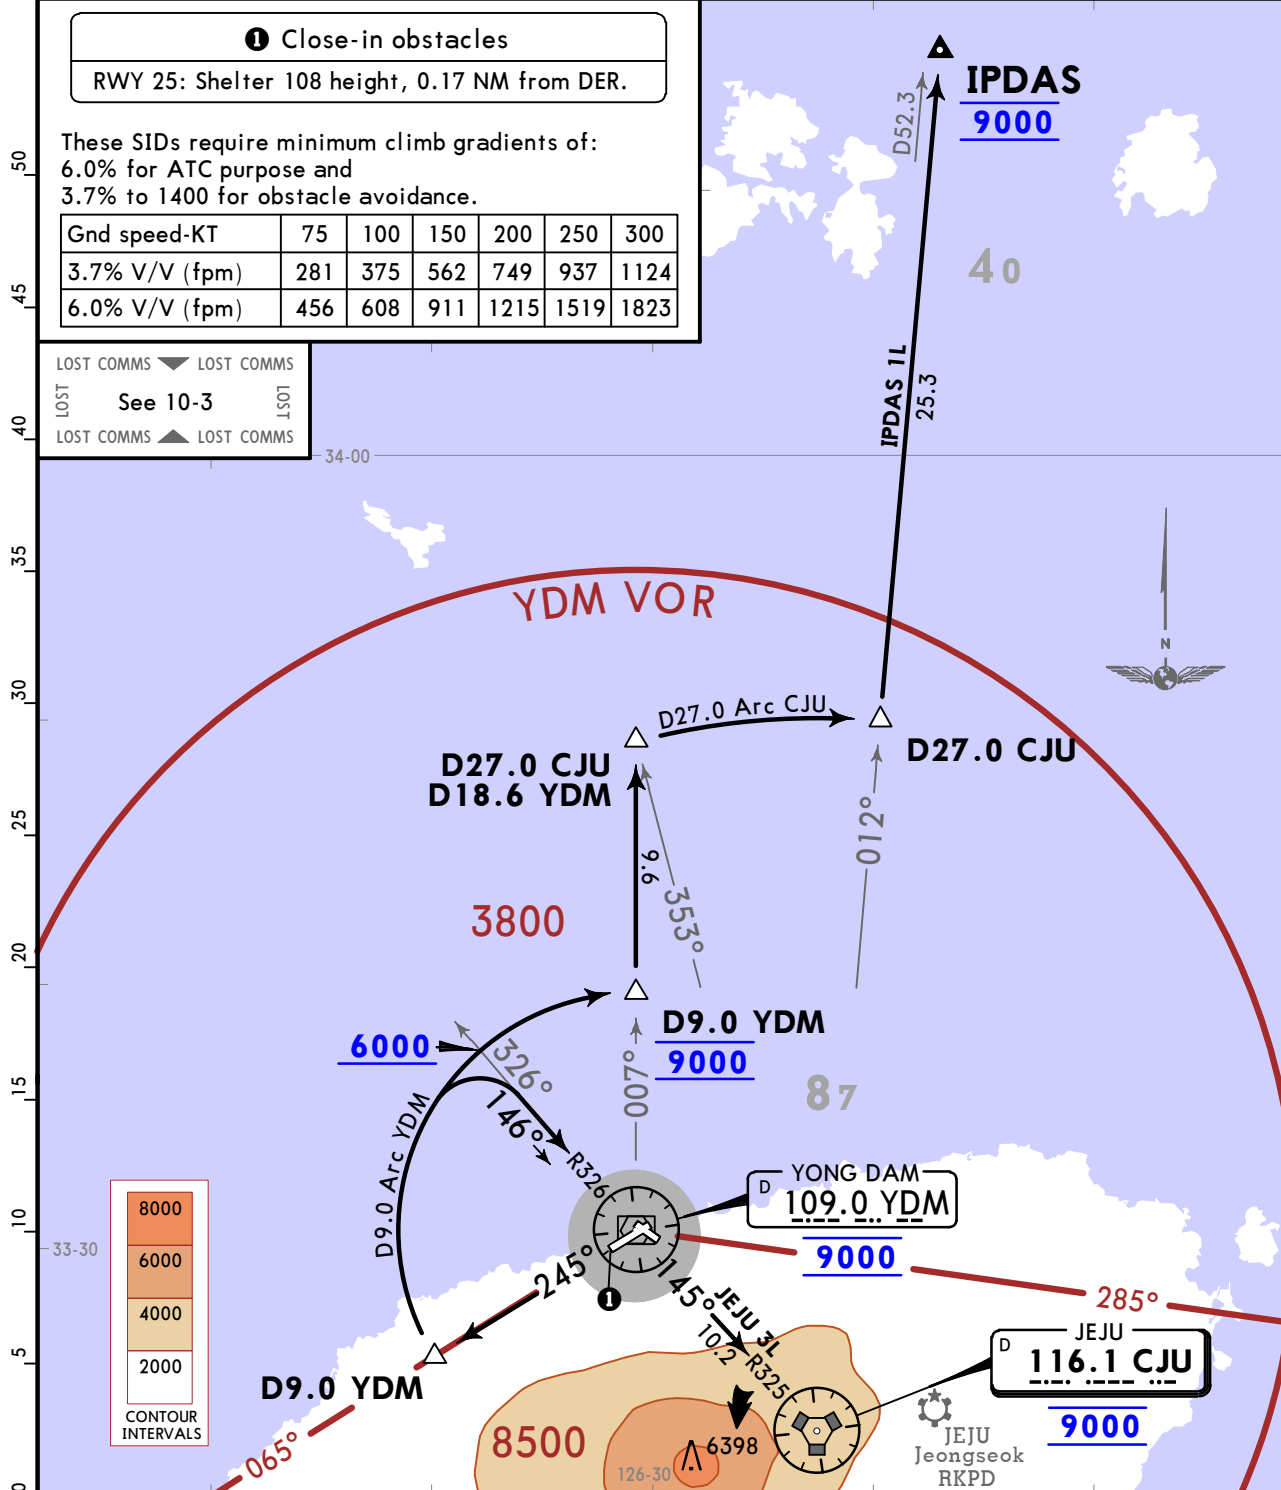 ❶ Close-in obstacles
RWY 25: Shelter 108 height, 0.17 NM from DER.
These SIDs require minimum climb gradients of:
6.0% for ATC purpose and
3.7% to 1400 for obstacle avoidance.
Gnd speed-KT 75 100 150 200 250 300
3.7% V/V (fpm) 281 375 562 749 937 1124
6.0% V/V (fpm) 456 608 911 1215 1519 1823
LOST COMMS LOST COMMS
LOST See 10-3 LOST
LOST COMMS LOST COMMS
IPDAS
9000
D52.3
50
45
40
35
30
25
20
15
10
5
0
40
IPDAS 1L
25.3
34-00
YDM VOR
N
D27.0 Arc CJU
D27.0 CJU
D18.6 YDM
D27.0 CJU
012°
9.6
353°
3800
D9.0 YDM
9000
6000
326°
007°
87
146°
D9.0 Arc YDM
R326
YONG DAM
D 109.0 YDM
9000
33-30
8000
6000
4000
2000
CONTOUR
INTERVALS
245°
❶
145°
JEJU 3L
10.2
R325
285°
D9.0 YDM
065°
JEJU
D 116.1 CJU
9000
8500
6398
126-30
JEJU
Jeongseok
RKPD